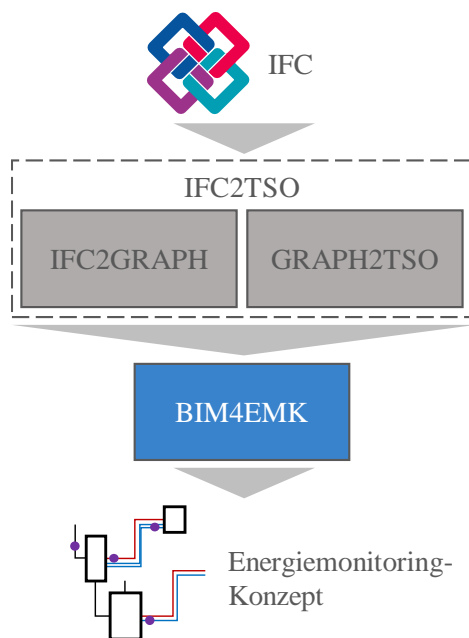 IFC
IFC2TSO
IFC2GRAPH
GRAPH2TSO
BIM4EMK
Energiemonitoring-
Konzept